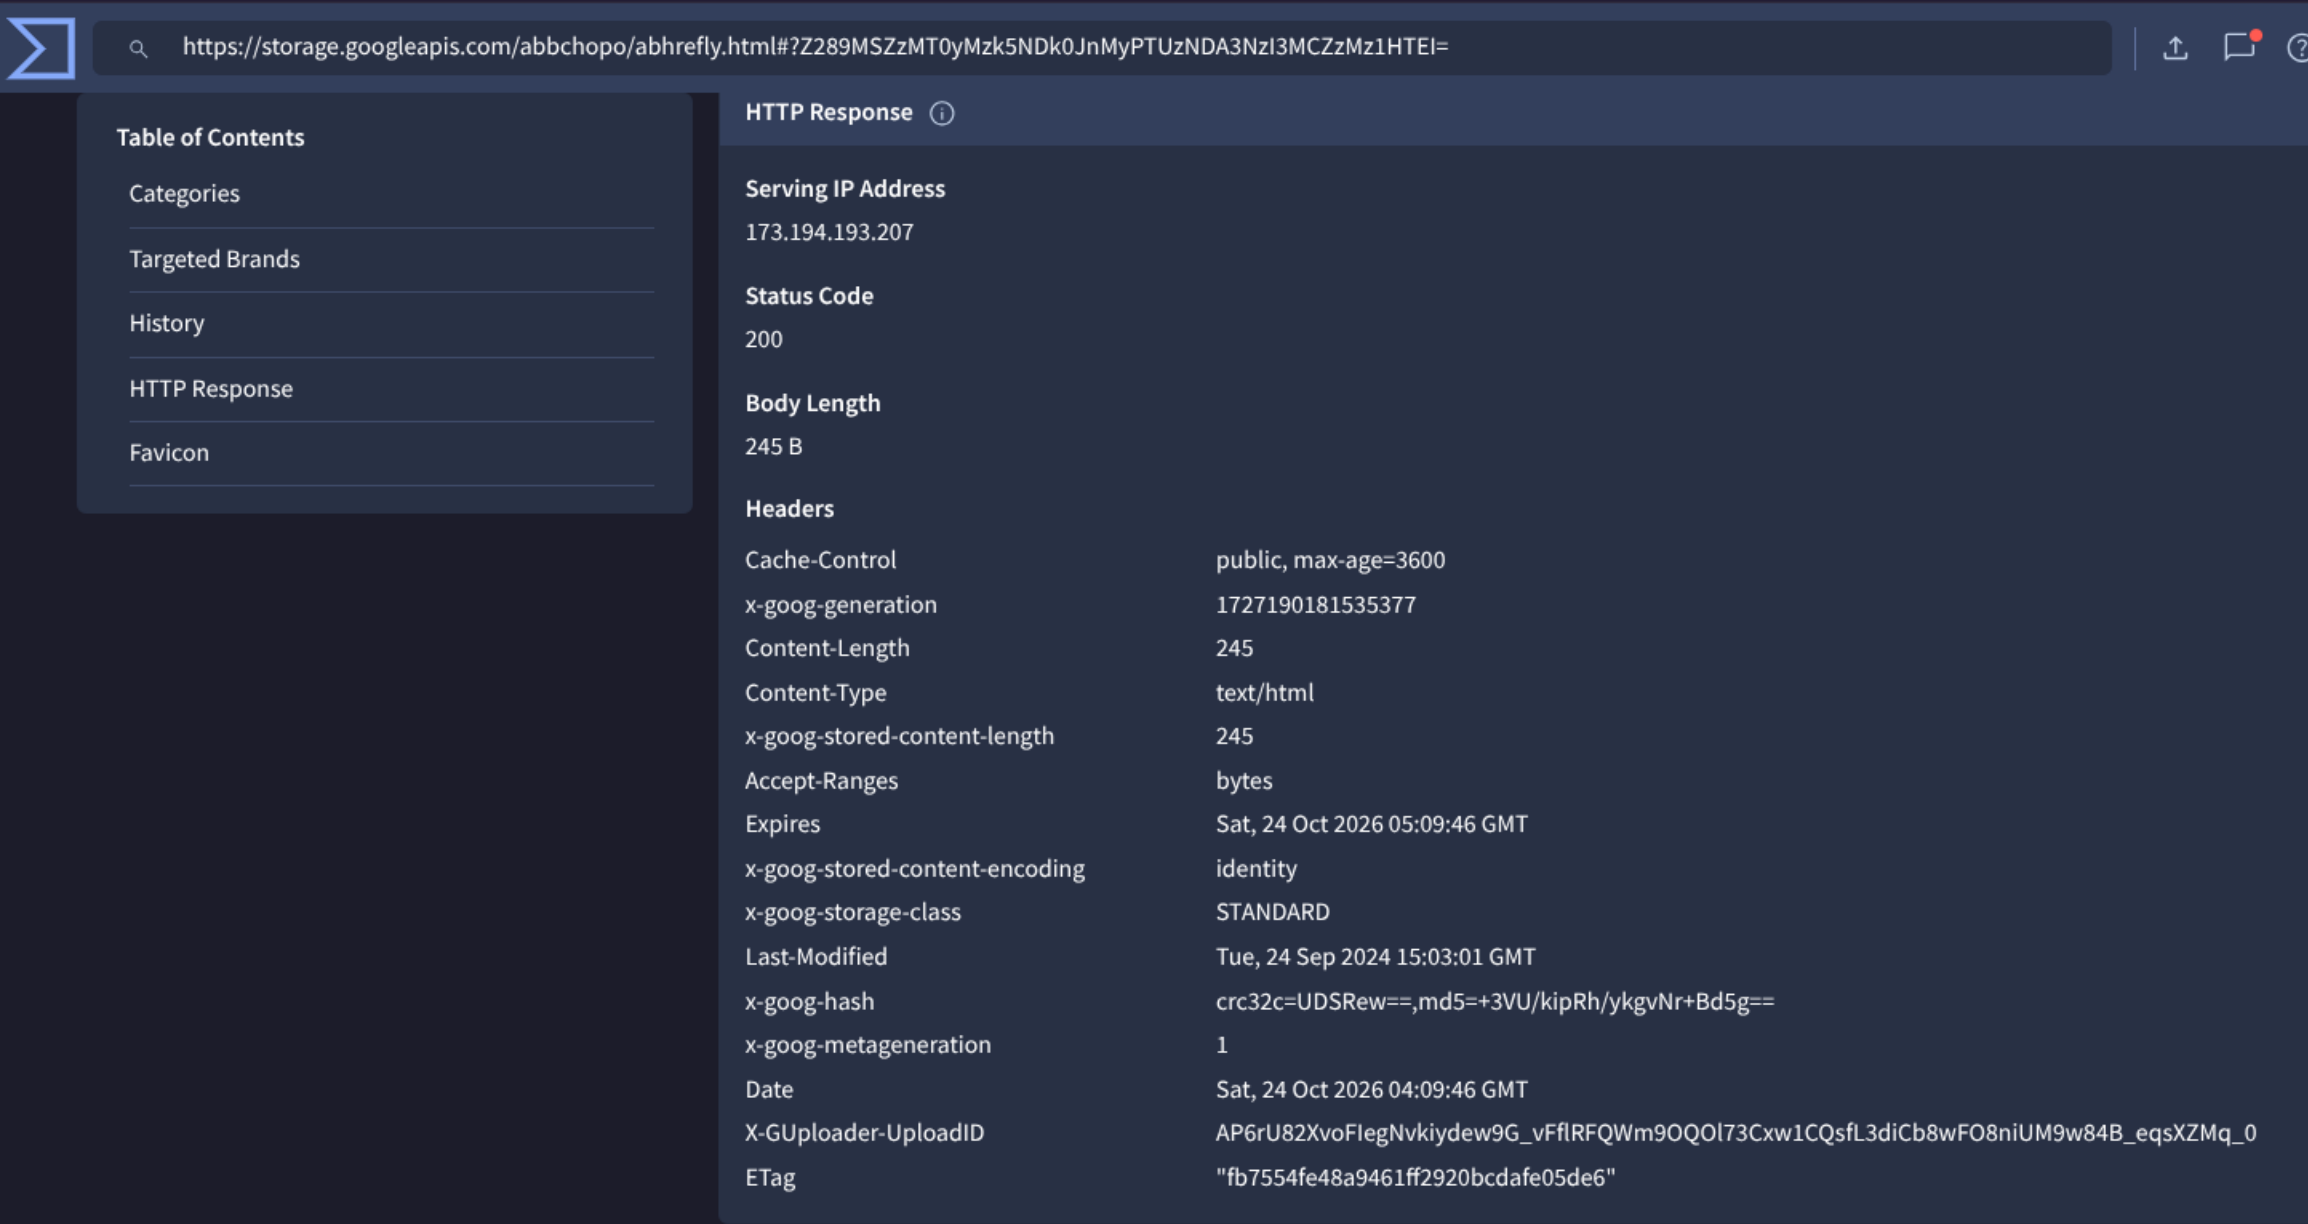 https://storage.googleapis.com/abbchopo/abhrefly.html#?Z289MSZzMT0yMzk5NDk0JnMyPTUzNDA3NzI3MCZzMz1HTEI=
Table of Contents
Categories
Targeted Brands
History
HTTP Response
Favicon
HTTP Response
Serving IP Address
173.194.193.207
Status Code
200
Body Length
245 B
Headers
Cache-Control public, max-age=3600
x-goog-generation 1727190181535377
Content-Length 245
Content-Type text/html
x-goog-stored-content-length 245
Accept-Ranges bytes
Expires Sat, 24 Oct 2026 05:09:46 GMT
x-goog-stored-content-encoding identity
x-goog-storage-class STANDARD
Last-Modified Tue, 24 Sep 2024 15:03:01 GMT
x-goog-hash crc32c=UDSRew==,md5=+3VU/kipRh/ykgvNr+Bd5g==
x-goog-metageneration 1
Date Sat, 24 Oct 2026 04:09:46 GMT
X-GUploader-UploadID AP6rU82XvoFIegNvkiydew9G_vFflRFQWm9OQOl73Cxw1CQsfL3diCb8wFO8niUM9w84B_eqsXZMq_0
ETag "fb7554fe48a9461ff2920bcdafe05de6"